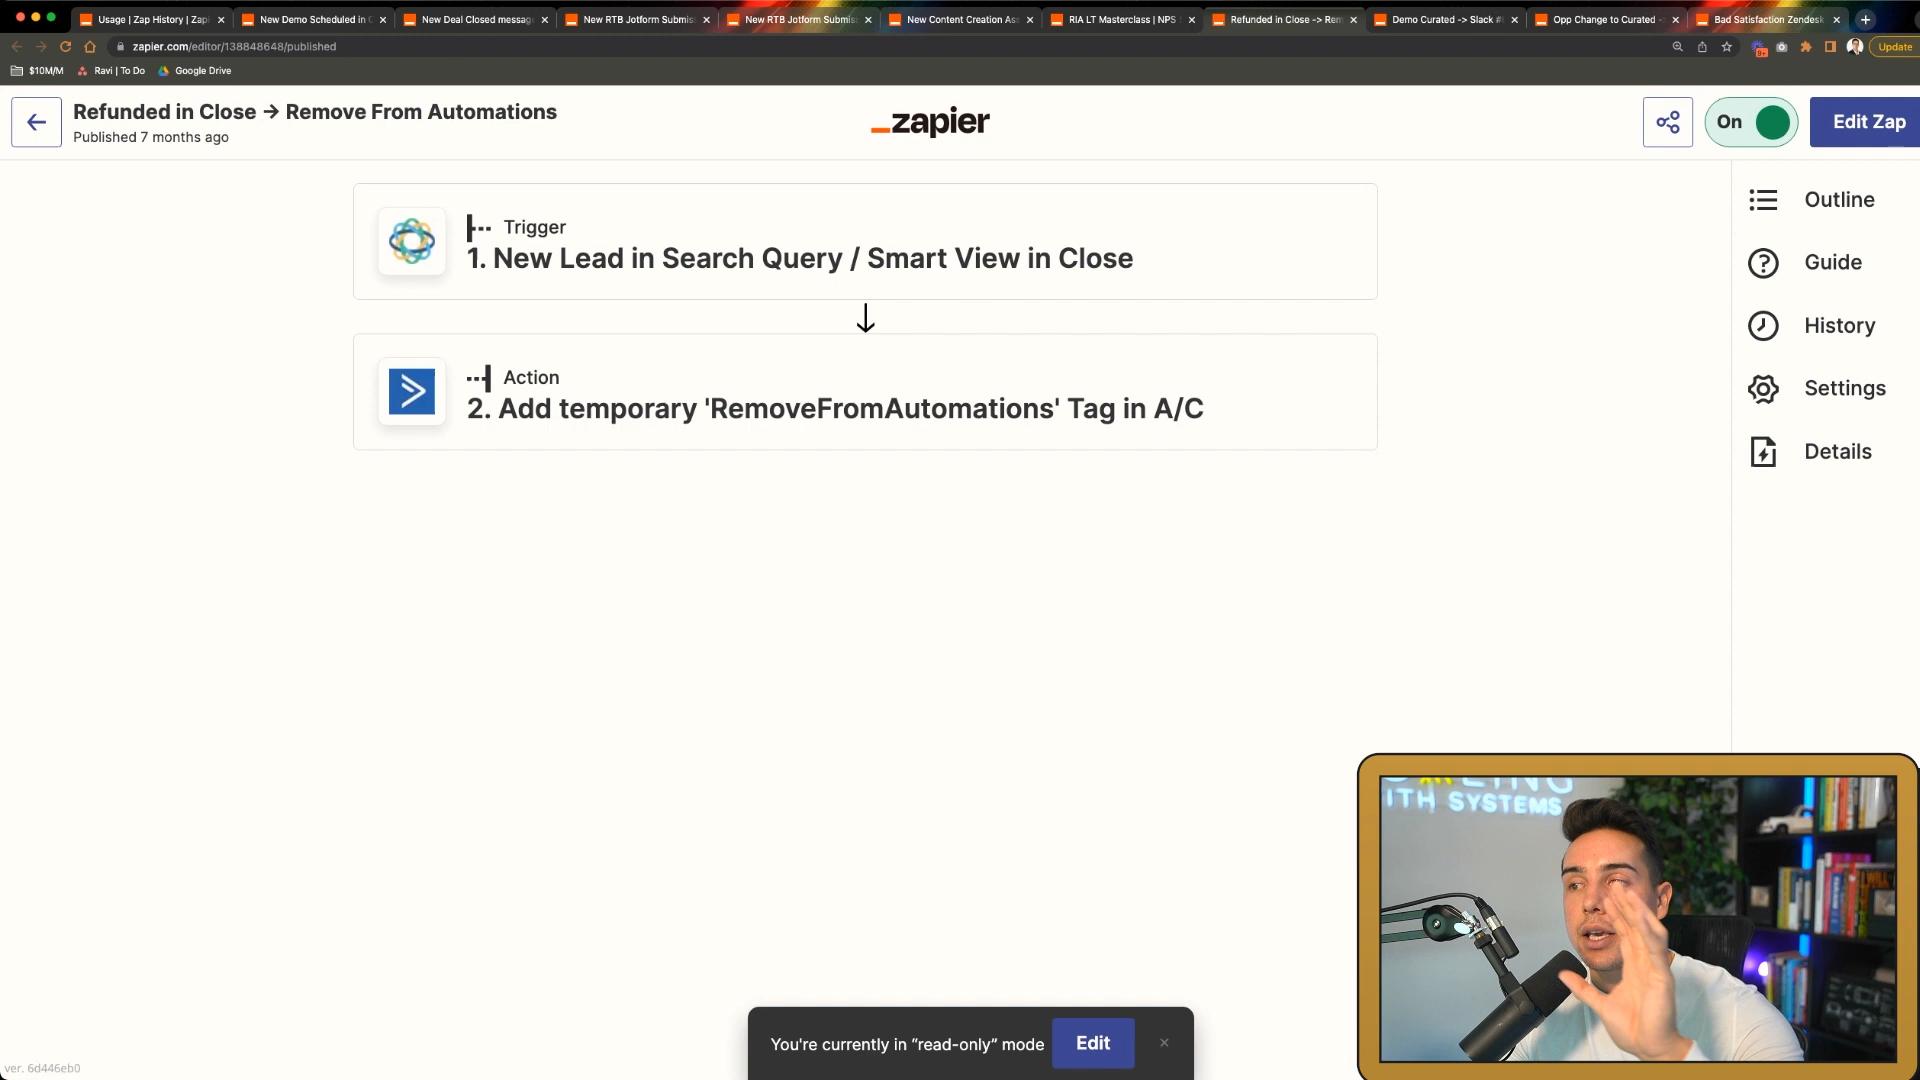 Usage | Zap History | Zapi
New Demo Scheduled in C
New Deal Closed messag
New RTB Jotform Submis
New RTB Jotform Submis
New Content Creation As
RIA LT Masterclass | NPS
Refunded in Close -> Rem
Demo Curated -> Slack #
Opp Change to Curated -
Bad Satisfaction Zendesk
zapier.com/editor/138848648/published
Update
$10M/M
Ravi | To Do
Google Drive
Refunded in Close → Remove From Automations
Published 7 months ago
_zapier
On
Edit Zap
Trigger
1. New Lead in Search Query / Smart View in Close
Action
2. Add temporary 'RemoveFromAutomations' Tag in A/C
Outline
Guide
History
Settings
Details
ITH SYSTEMS
You're currently in “read-only” mode
Edit
ver. 6d446eb0